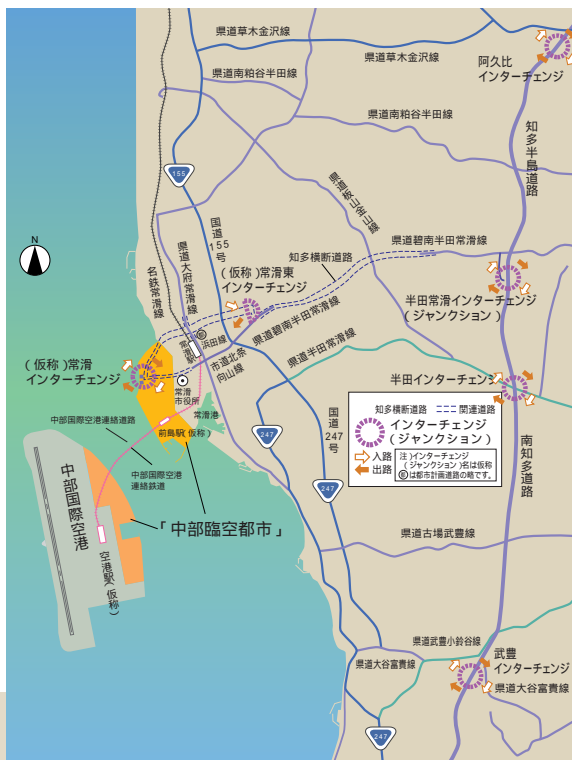 県道草木金沢線
県道草木金沢線
阿久比
インターチェンジ
県道南粕谷半田線
県道南粕谷半田線
知多半島道路
155
県道板山金山線
国道155号
県道碧南半田常滑線
知多横断道路
N
県道大府常滑線
名鉄常滑線
(仮称)常滑東
インターチェンジ
半田常滑インターチェンジ
(ジャンクション)
県道碧南半田常滑線
浜田線
常滑駅
市道北条
向山線
県道半田常滑線
(仮称)常滑
インターチェンジ
半田インターチェンジ
常滑
市役所
常滑港
前島駅(仮称)
中部国際空港連絡道路
中部国際空港
連絡鉄道
247
国道247号
知多横断道路 関連道路
インターチェンジ
(ジャンクション)
入路
出路
注)インターチェンジ
(ジャンクション)名は仮称
都は都市計画道路の略です。
南知多道路
247
中部国際空港
「中部臨空都市」
空港駅(仮称)
県道古場武豊線
県道武豊小鈴谷線
県道大谷富貴線
武豊
インターチェンジ
県道大谷富貴線
247